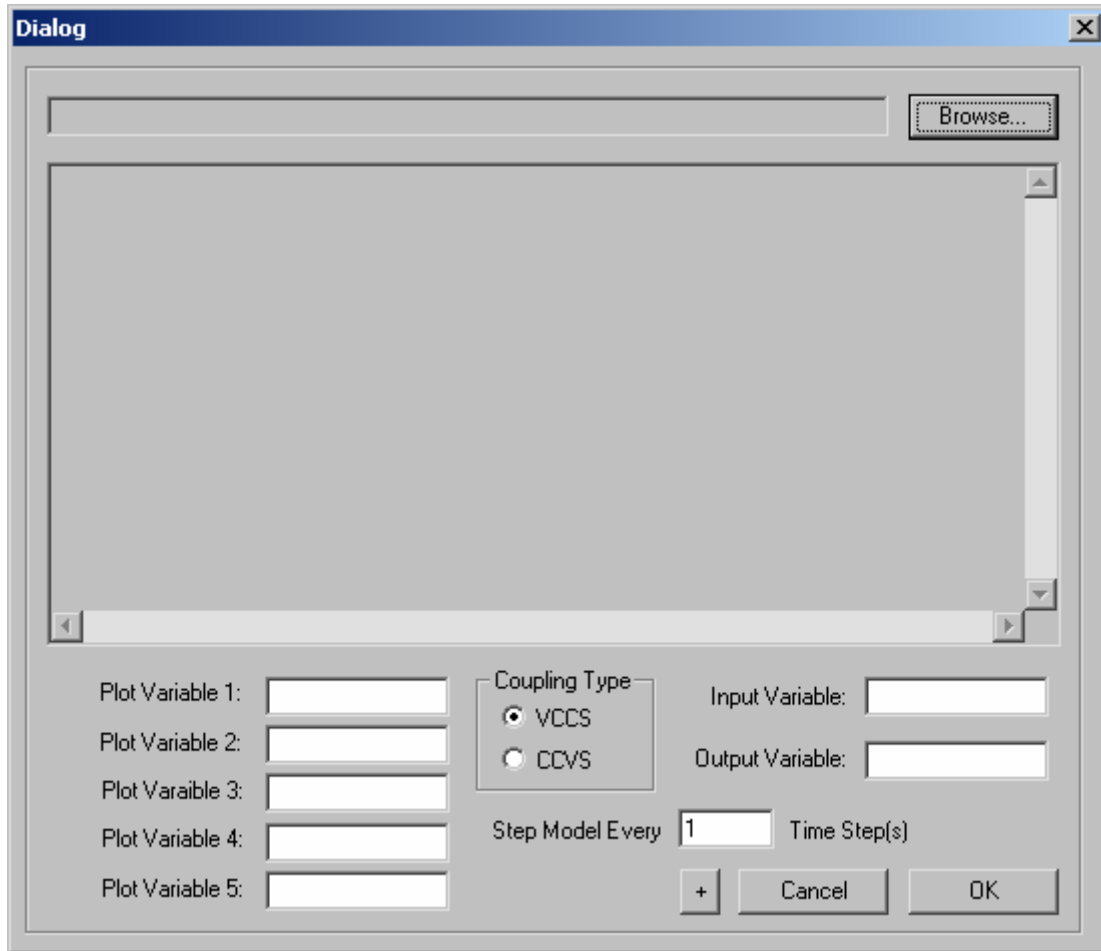 Dialog
Browse...
Plot Variable 1:
Plot Variable 2:
Plot Varaible 3:
Plot Variable 4:
Plot Variable 5:
Coupling Type
VCCS
CCVS
Input Variable:
Output Variable:
Step Model Every 1 Time Step(s)
+ Cancel OK